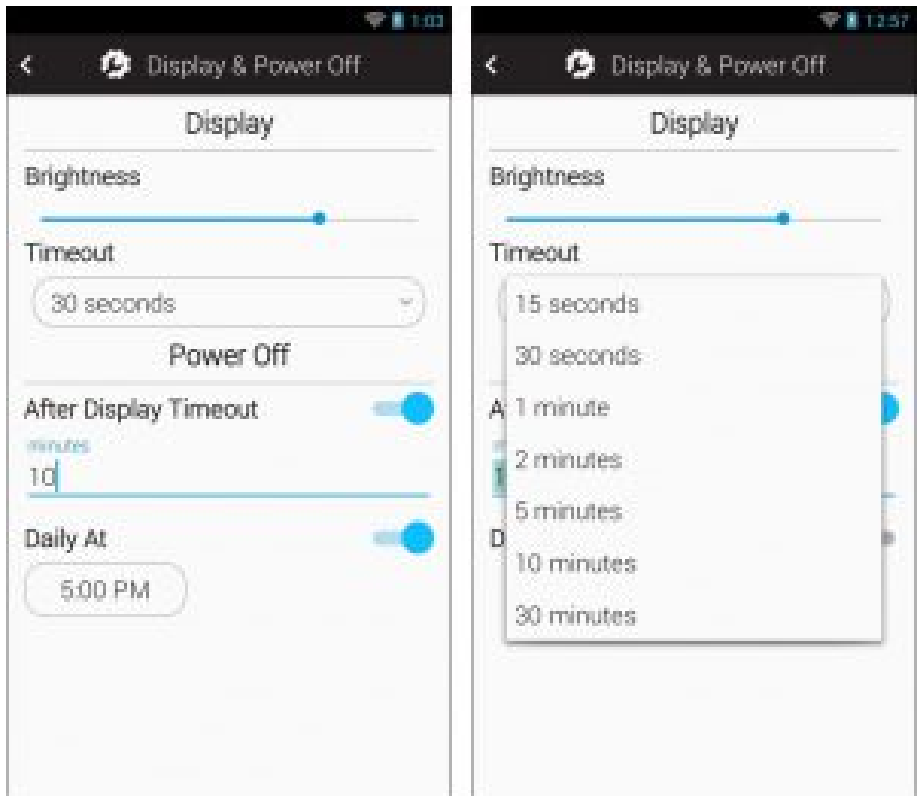 1:03
Display & Power Off
Display
Brightness
Timeout
30 seconds
Power Off
After Display Timeout
minutes
10
Daily At
5:00 PM
12:57
Display & Power Off
Display
Brightness
Timeout
15 seconds
30 seconds
1 minute
2 minutes
5 minutes
10 minutes
30 minutes
A
D